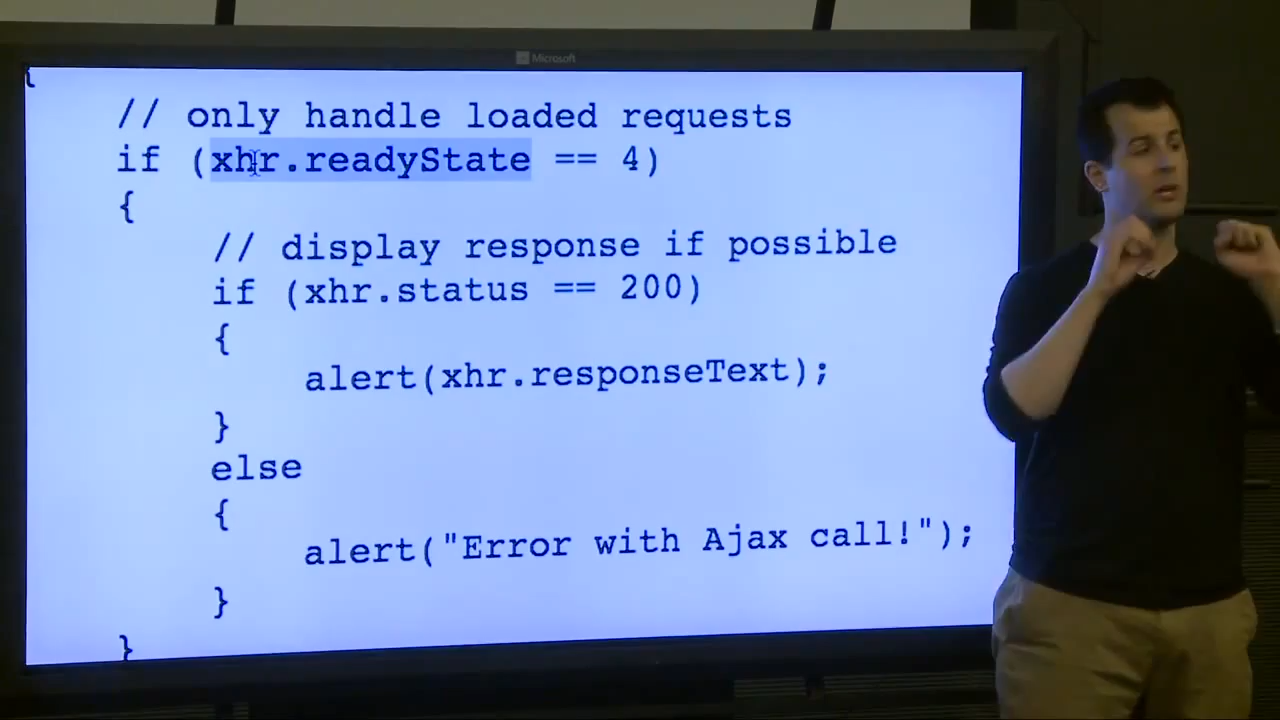 Microsoft
{
// only handle loaded requests
if (xhr.readyState == 4)
{
// display response if possible
if (xhr.status == 200)
{
alert(xhr.responseText);
}
else
{
alert("Error with Ajax call!");
}
}